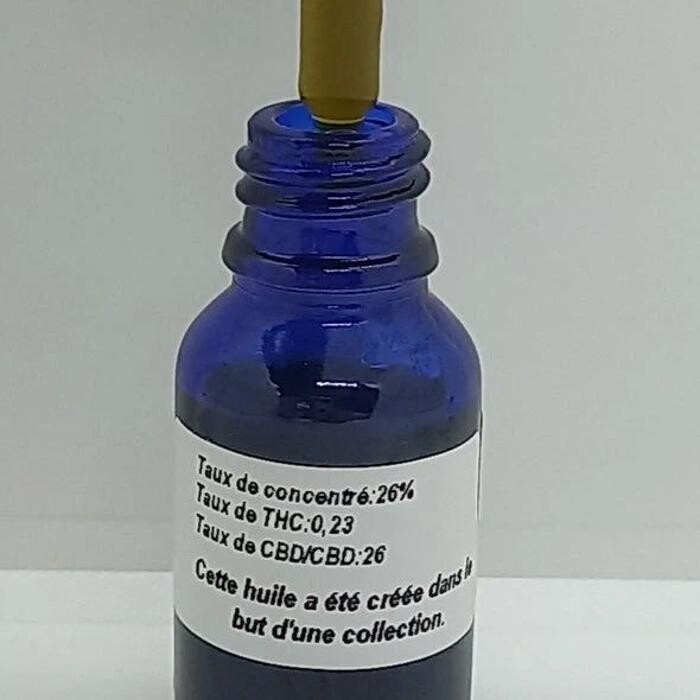 Taux de concentré:26%
Taux de THC:0,23
Taux de CBD/CBD:26
Cette huile a été créée dans le
but d'une collection.